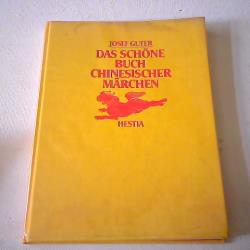 JOSEF GUTER
DAS SCHÖNE
BUCH
CHINESISCHER
MÄRCHEN
HESTIA